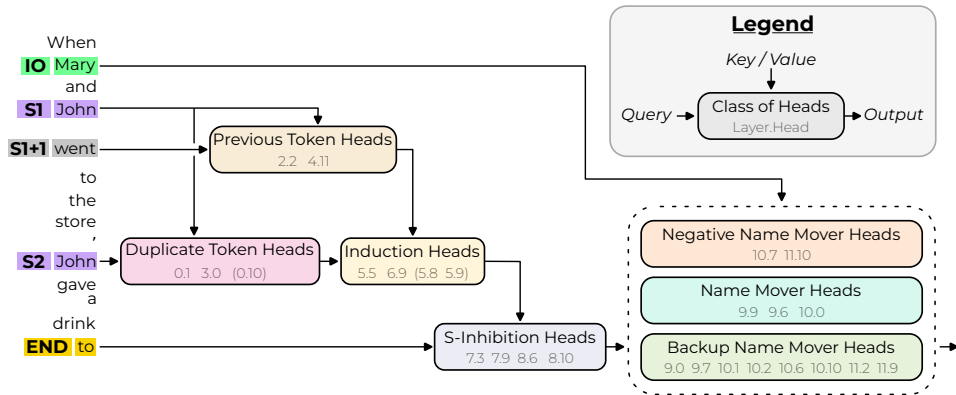 When
IO Mary
and
S1 John
S1+1 went
to
the
store
,
S2 John
gave
a
drink
END to
Previous Token Heads
2.2 4.11
Duplicate Token Heads
0.1 3.0 (0.10)
Induction Heads
5.5 6.9 (5.8 5.9)
S-Inhibition Heads
7.3 7.9 8.6 8.10
Negative Name Mover Heads
10.7 11.10
Name Mover Heads
9.9 9.6 10.0
Backup Name Mover Heads
9.0 9.7 10.1 10.2 10.6 10.10 11.2 11.9
Legend
Key / Value
Query
Class of Heads
Layer.Head
Output